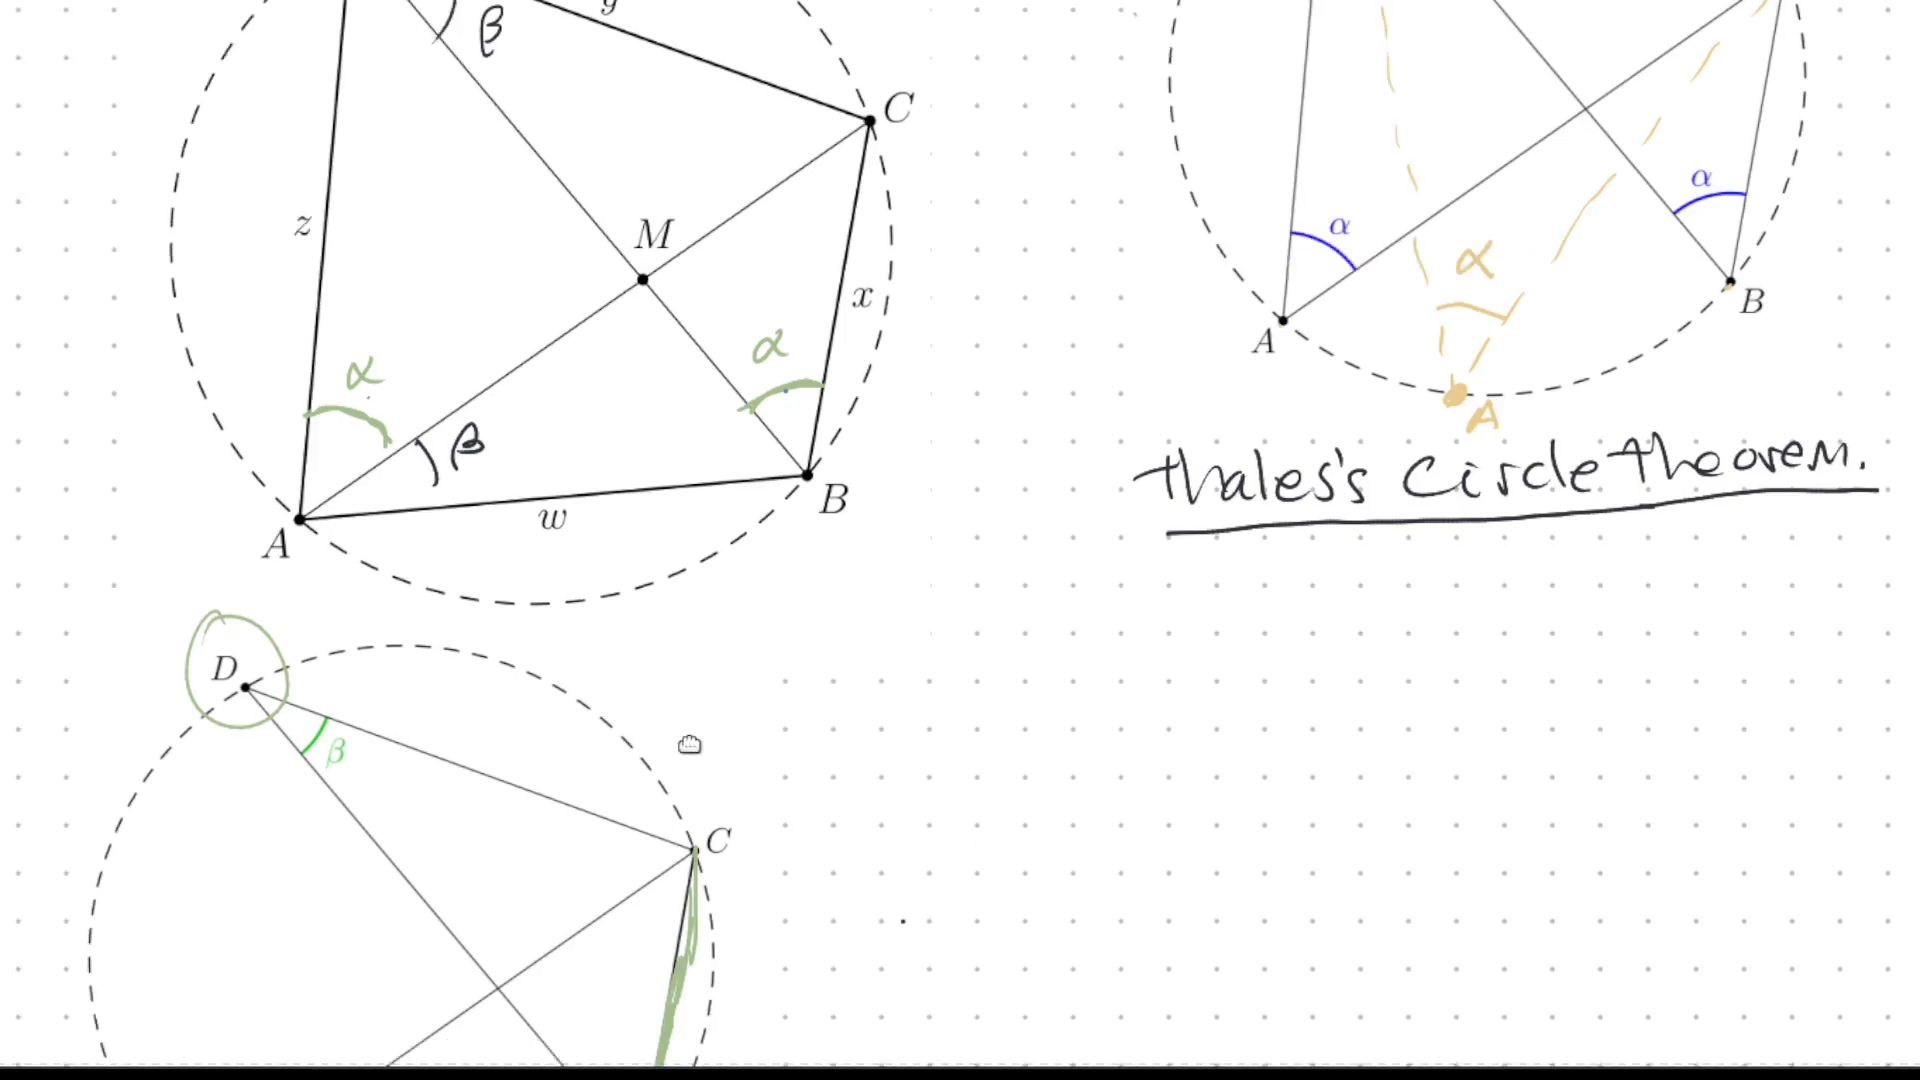 y
β
C
z
M
x
α
α
α
α
α
β
A
w
B
A
B
A
Thales's Circle Theorem.
D
β
C